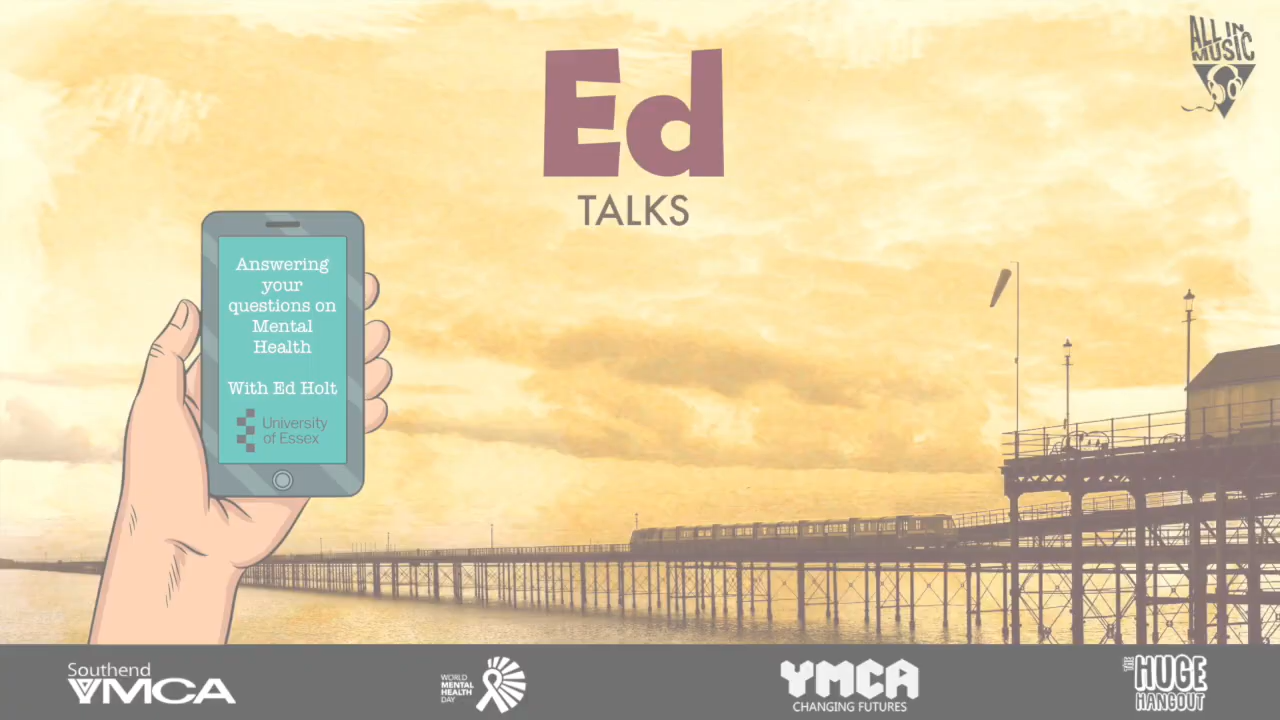 Ed
TALKS
ALL IN
MUSIC
Answering
your
questions on
Mental
Health
With Ed Holt
University
of Essex
Southend
YMCA
WORLD
MENTAL
HEALTH
DAY
YMCA
CHANGING FUTURES
THE
HUGE
HANGOUT